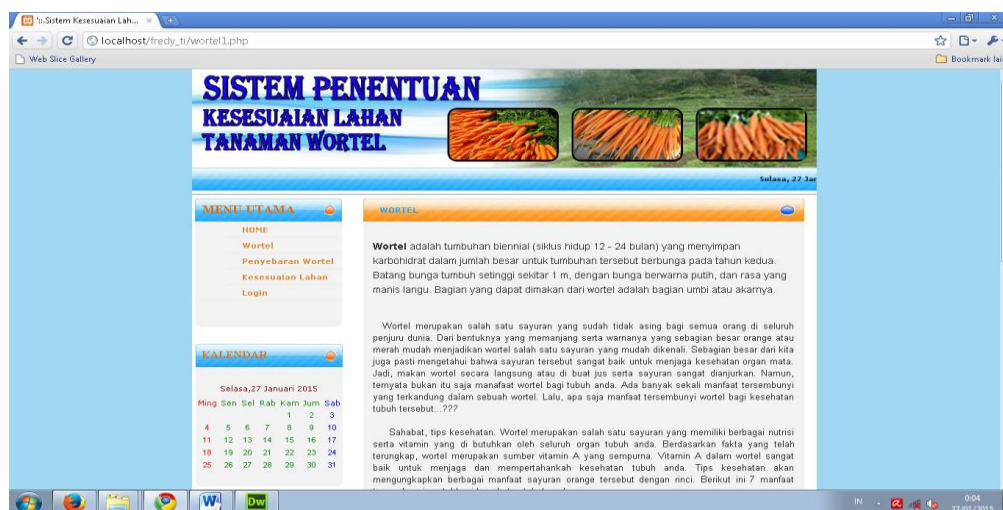 '::.Sistem Kesesuaian Lah...
localhost/fredy_ti/wortel1.php
Web Slice Gallery
Bookmark lai
SISTEM PENENTUAN
KESESUAIAN LAHAN
TANAMAN WORTEL
Selasa, 27 Jan
MENU UTAMA
HOME
Wortel
Penyebaran Wortel
Kesesuaian Lahan
Login
KALENDAR
Selasa,27 Januari 2015
Ming Sen Sel Rab Kam Jum Sab
1 2 3
4 5 6 7 8 9 10
11 12 13 14 15 16 17
18 19 20 21 22 23 24
25 26 27 28 29 30 31
WORTEL
Wortel adalah tumbuhan biennial (siklus hidup 12 - 24 bulan) yang menyimpan
karbohidrat dalam jumlah besar untuk tumbuhan tersebut berbunga pada tahun kedua.
Batang bunga tumbuh setinggi sekitar 1 m, dengan bunga berwarna putih, dan rasa yang
manis langu. Bagian yang dapat dimakan dari wortel adalah bagian umbi atau akarnya.
Wortel merupakan salah satu sayuran yang sudah tidak asing bagi semua orang di seluruh
penjuru dunia. Dari bentuknya yang memanjang serta warnanya yang sebagian besar orange atau
merah mudah menjadikan wortel salah satu sayuran yang mudah dikenali. Sebagian besar dari kita
juga pasti mengetahui bahwa sayuran tersebut sangat baik untuk menjaga kesehatan organ mata.
Jadi, makan wortel secara langsung atau di buat jus serta sayuran sangat dianjurkan. Namun,
ternyata bukan itu saja manafaat wortel bagi tubuh anda. Ada banyak sekali manfaat tersembunyi
yang terkandung dalam sebuah wortel. Lalu, apa saja manfaat tersembunyi wortel bagi kesehatan
tubuh tersebut...???
Sahabat, tips kesehatan. Wortel merupakan salah satu sayuran yang memiliki berbagai nutrisi
serta vitamin yang di butuhkan oleh seluruh organ tubuh anda. Berdasarkan fakta yang telah
terungkap, wortel merupakan sumber vitamin A yang sempurna. Vitamin A dalam wortel sangat
baik untuk menjaga dan mempertahankah kesehatan tubuh anda. Tips kesehatan akan
mengungkapkan berbagai manfaat sayuran orange tersebut dengan rinci. Berikut ini 7 manfaat
W
Dw
IN
0:04
27/01/2015